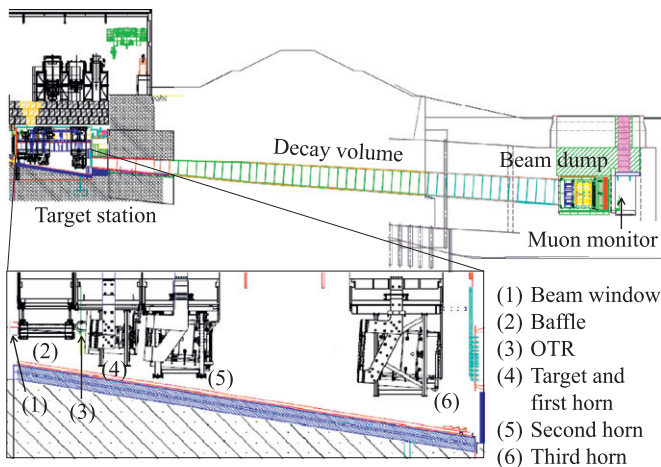 Decay volume
Beam dump
Target station
Muon monitor
(1) Beam window
(2) Baffle
(3) OTR
(4) Target and
first horn
(5) Second horn
(6) Third horn
(2)
(4)
(5)
(6)
(1)
(3)